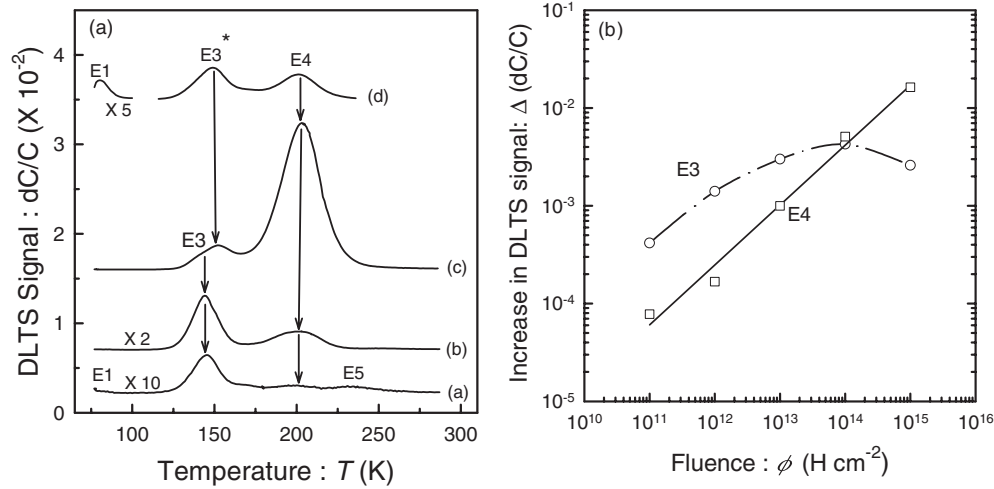 (a)
DLTS Signal : dC/C (X 10⁻²)
4
3
2
1
0
E1
X 5
E3 *
E4
(d)
E3
(c)
X 2
(b)
E1
X 10
E5
(a)
100
150
200
250
300
Temperature : T (K)
(b)
Increase in DLTS signal: Δ (dC/C)
10⁻¹
10⁻²
10⁻³
10⁻⁴
10⁻⁵
E3
E4
10¹⁰
10¹¹
10¹²
10¹³
10¹⁴
10¹⁵
10¹⁶
Fluence : ϕ (H cm⁻²)